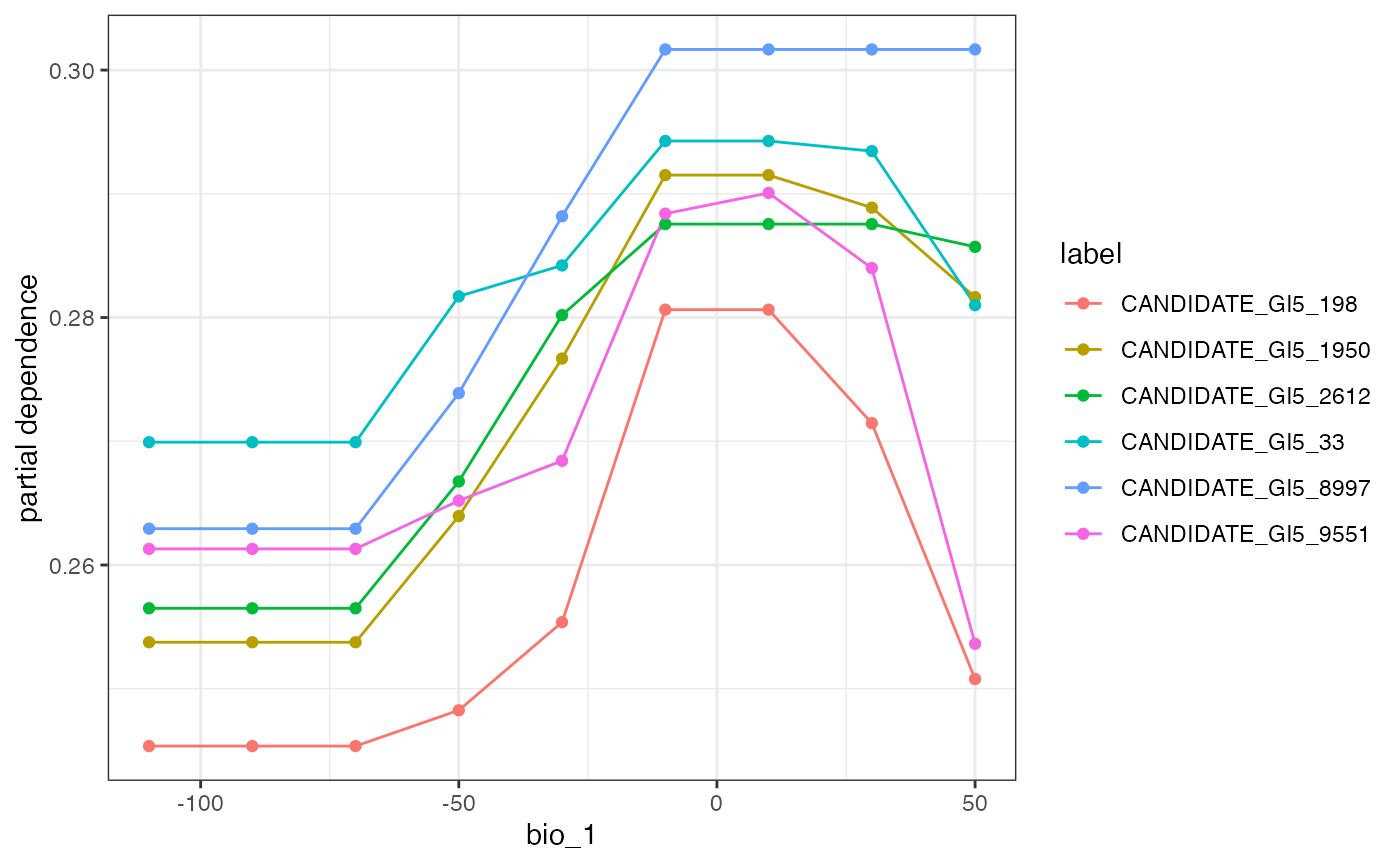 0.30
0.28
0.26
partial dependence
-100
-50
0
50
bio_1
label
CANDIDATE_GI5_198
CANDIDATE_GI5_1950
CANDIDATE_GI5_2612
CANDIDATE_GI5_33
CANDIDATE_GI5_8997
CANDIDATE_GI5_9551